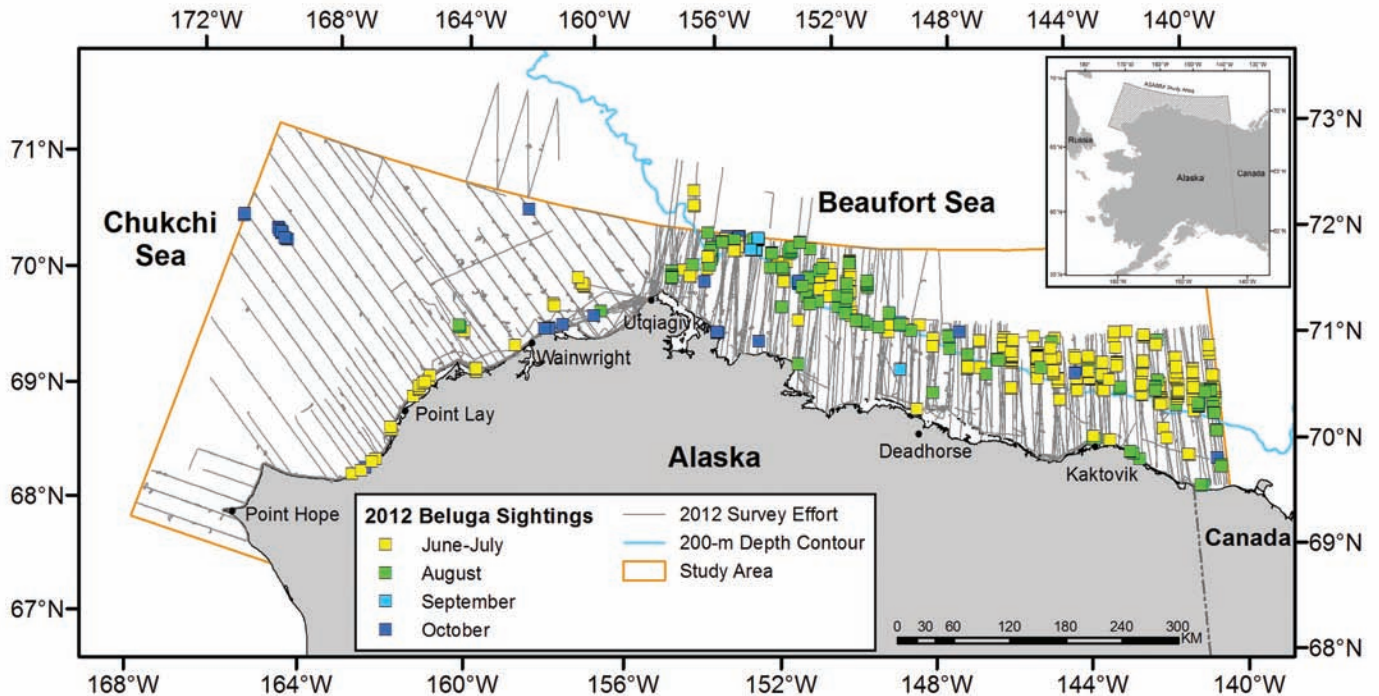 172°W 168°W 164°W 160°W 156°W 152°W 148°W 144°W 140°W
71°N
70°N
69°N
68°N
67°N
73°N
72°N
71°N
70°N
69°N
68°N
Chukchi
Sea
Beaufort Sea
ASAMM Study Area
Russia
Alaska
Canada
Utqiagvik
Wainwright
Point Lay
Point Hope
Alaska
Deadhorse
Kaktovik
Canada
2012 Beluga Sightings
June-July
August
September
October
2012 Survey Effort
200-m Depth Contour
Study Area
0 30 60 120 180 240 300
KM
168°W 164°W 160°W 156°W 152°W 148°W 144°W 140°W